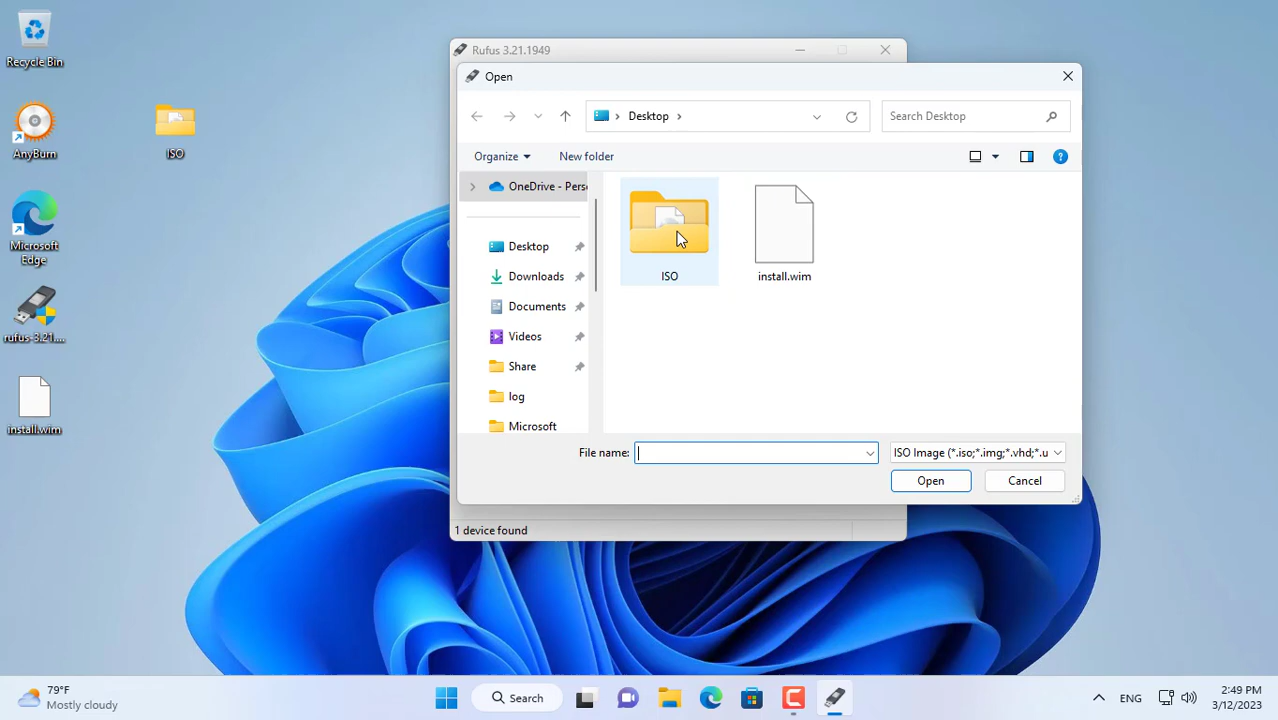 Recycle Bin
AnyBurn
Microsoft
Edge
rufus-3.21....
install.wim
ISO
Rufus 3.21.1949
Open
Desktop
Search Desktop
Organize
New folder
OneDrive - Pers
Desktop
Downloads
Documents
Videos
Share
log
Microsoft
ISO
install.wim
File name:
ISO Image (*.iso;*.img;*.vhd;*.u
Open
Cancel
1 device found
79°F
Mostly cloudy
Search
ENG
2:49 PM
3/12/2023